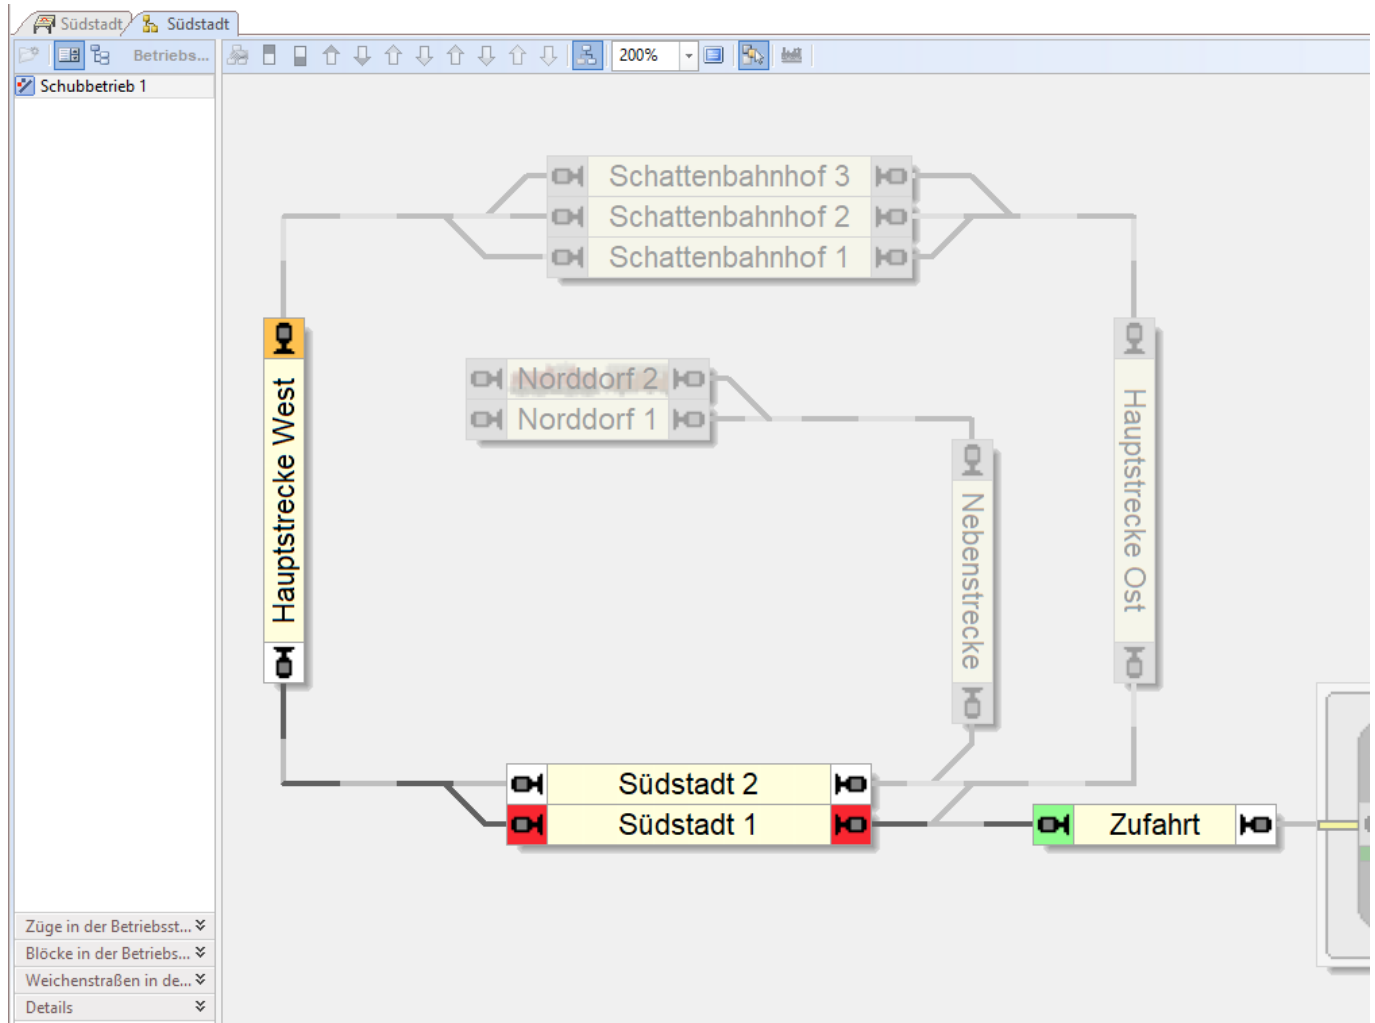 Südstadt
Südstadt
Betriebs...
200%
Schubbetrieb 1
Schattenbahnhof 3
Schattenbahnhof 2
Schattenbahnhof 1
Norddorf 2
Norddorf 1
Hauptstrecke West
Nebenstrecke
Hauptstrecke Ost
Südstadt 2
Südstadt 1
Zufahrt
Züge in der Betriebsst...
Blöcke in der Betriebs...
Weichenstraßen in de...
Details